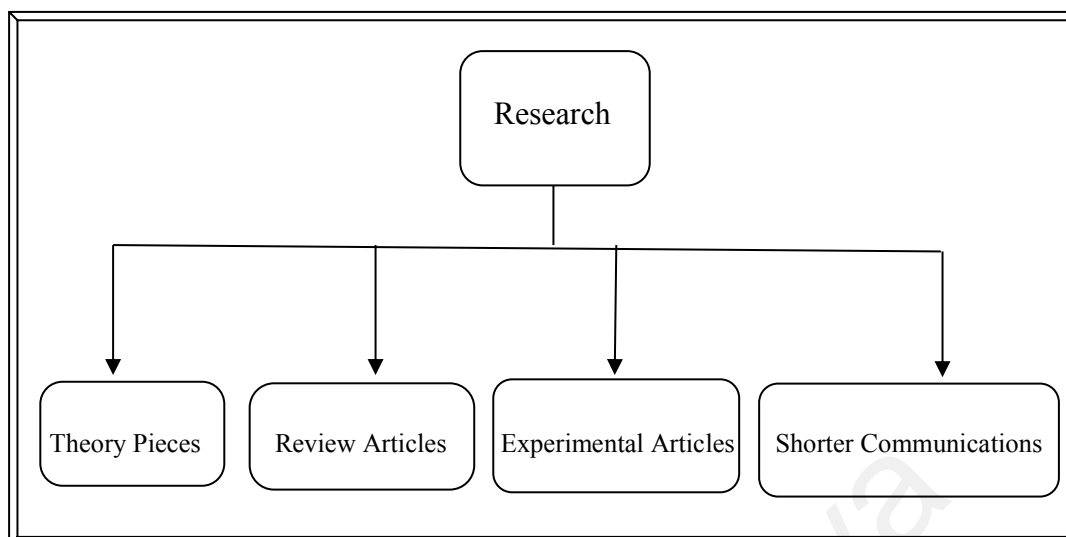 Research
Theory Pieces
Review Articles
Experimental Articles
Shorter Communications